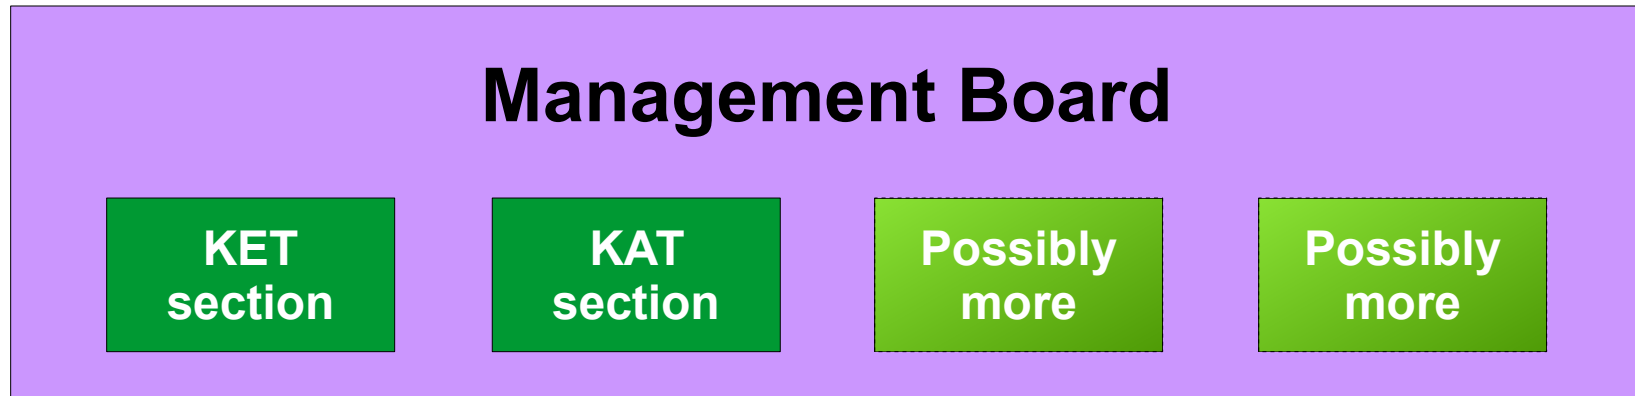 Management Board
KET
section
KAT
section
Possibly
more
Possibly
more